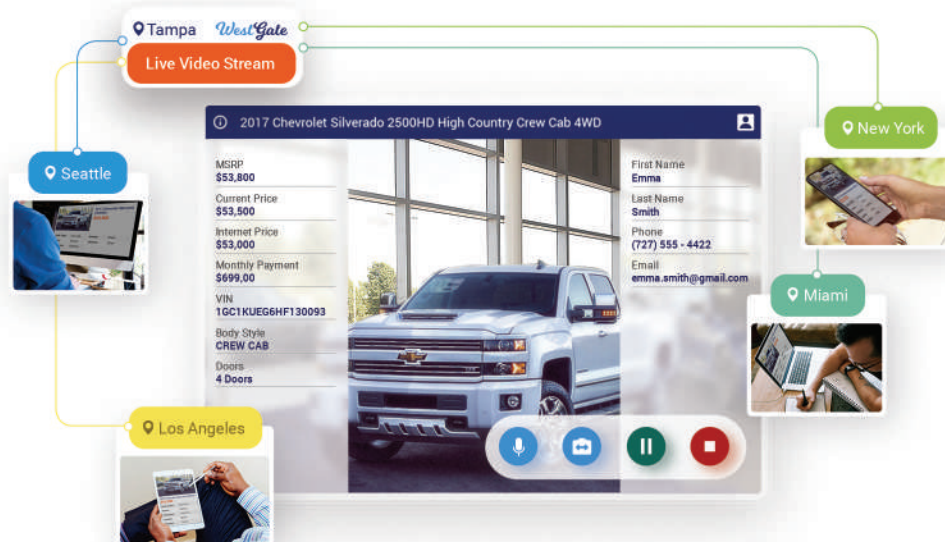 Tampa
WestGate
Live Video Stream
2017 Chevrolet Silverado 2500HD High Country Crew Cab 4WD
New York
Seattle
MSRP
$53,800
Current Price
$53,500
Internet Price
$53,000
Monthly Payment
$699,00
VIN
1GC1KUEG6HF130093
Body Style
CREW CAB
Doors
4 Doors
First Name
Emma
Last Name
Smith
Phone
(727) 555 - 4422
Email
emma.smith@gmail.com
Miami
Los Angeles